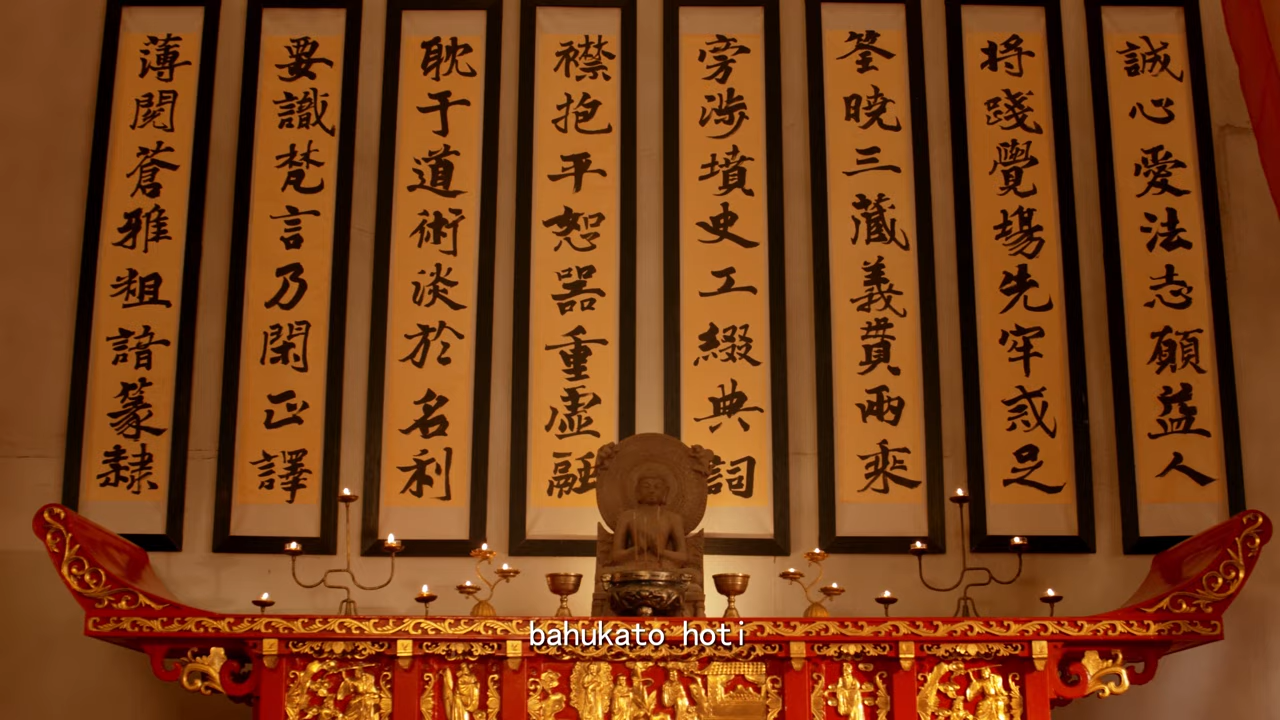 誠心愛法志願益人
将踐覺場先牢戒足
筌曉三藏義貫兩乘
旁涉墳史工綴典詞
襟抱平恕器重虛融
耽于道術淡於名利
要識梵言乃閑正譯
薄閱蒼雅粗諳篆隸
bahukato hoti